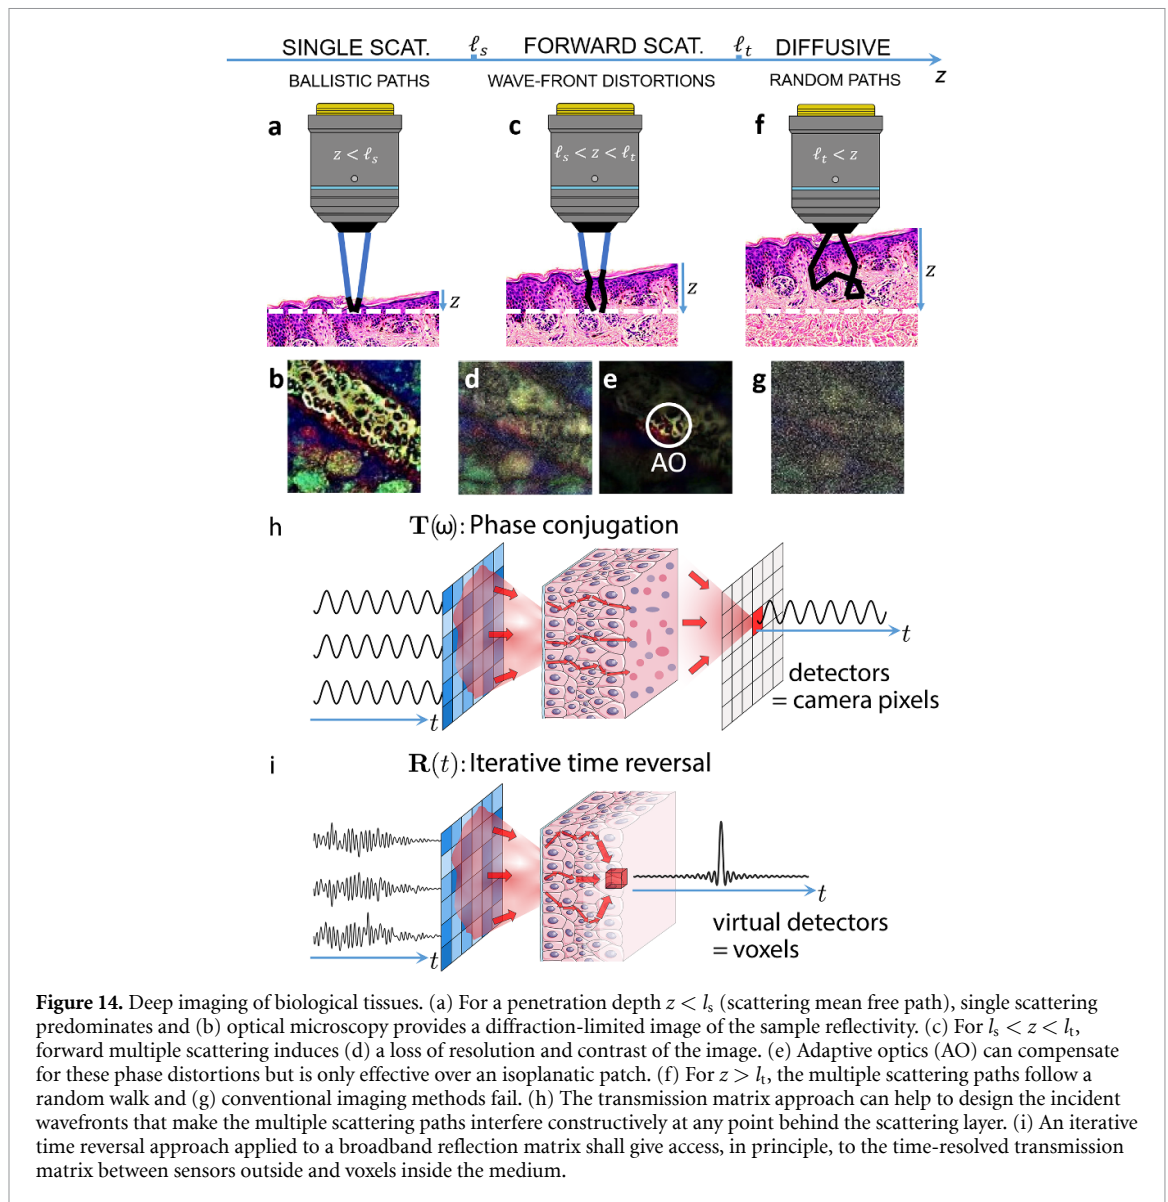 SINGLE SCAT. ℓs FORWARD SCAT. ℓt DIFFUSIVE
BALLISTIC PATHS WAVE-FRONT DISTORTIONS RANDOM PATHS z
a c f
z < ℓs ℓs < z < ℓt ℓt < z
z z z
b d e g
AO
h T(ω): Phase conjugation
t
t
detectors
= camera pixels
i R(t): Iterative time reversal
t
t
virtual detectors
= voxels
Figure 14. Deep imaging of biological tissues. (a) For a penetration depth z < ls (scattering mean free path), single scattering
predominates and (b) optical microscopy provides a diffraction-limited image of the sample reflectivity. (c) For ls < z < lt,
forward multiple scattering induces (d) a loss of resolution and contrast of the image. (e) Adaptive optics (AO) can compensate
for these phase distortions but is only effective over an isoplanatic patch. (f) For z > lt, the multiple scattering paths follow a
random walk and (g) conventional imaging methods fail. (h) The transmission matrix approach can help to design the incident
wavefronts that make the multiple scattering paths interfere constructively at any point behind the scattering layer. (i) An iterative
time reversal approach applied to a broadband reflection matrix shall give access, in principle, to the time-resolved transmission
matrix between sensors outside and voxels inside the medium.